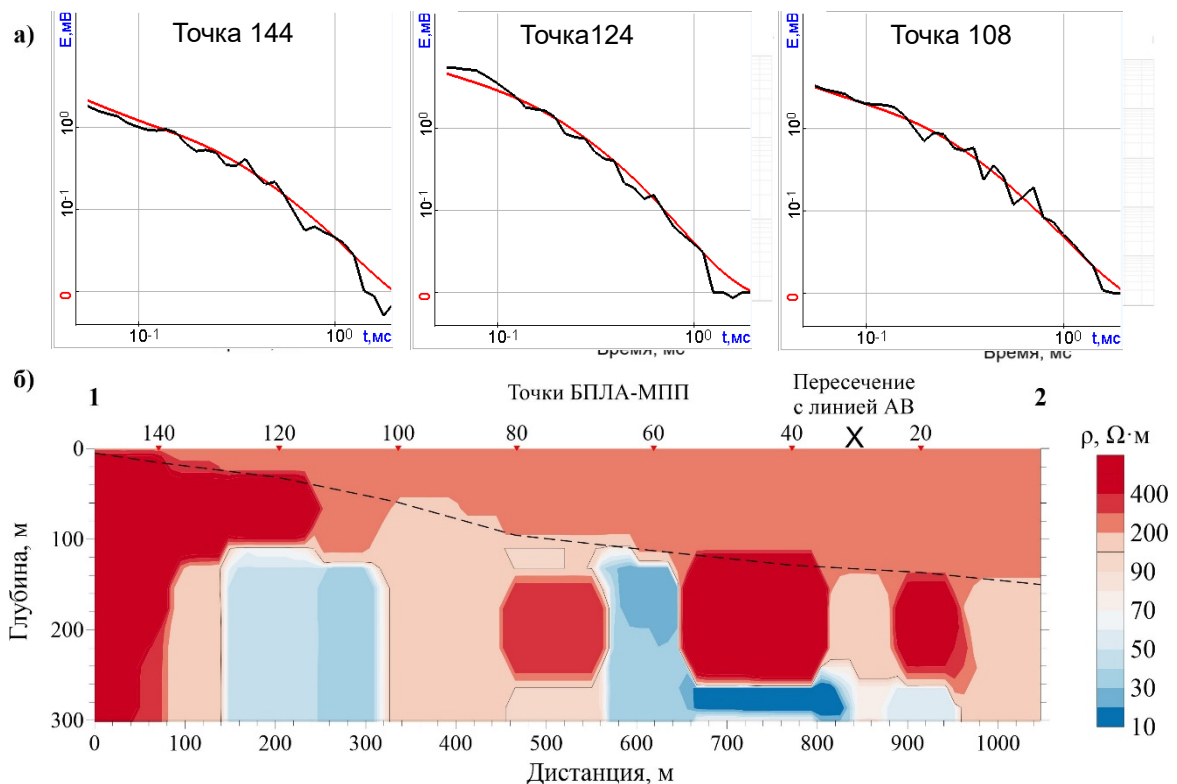 а)
Точка 144
Точка124
Точка 108
E,мВ
E,мВ
E,мВ
10⁰
10⁰
10⁰
10⁻¹
10⁻¹
10⁻¹
0
0
0
10⁻¹ 10⁰ t,мс
10⁻¹ 10⁰ t,мс
10⁻¹ 10⁰ t,мс
Время, мс
Время, мс
б)
1
Точки БПЛА-МПП
Пересечение
с линией АВ
2
140 120 100 80 60 40 X 20
ρ, Ω·м
400
200
90
70
50
30
10
Глубина, м
0
100
200
300
0 100 200 300 400 500 600 700 800 900 1000
Дистанция, м